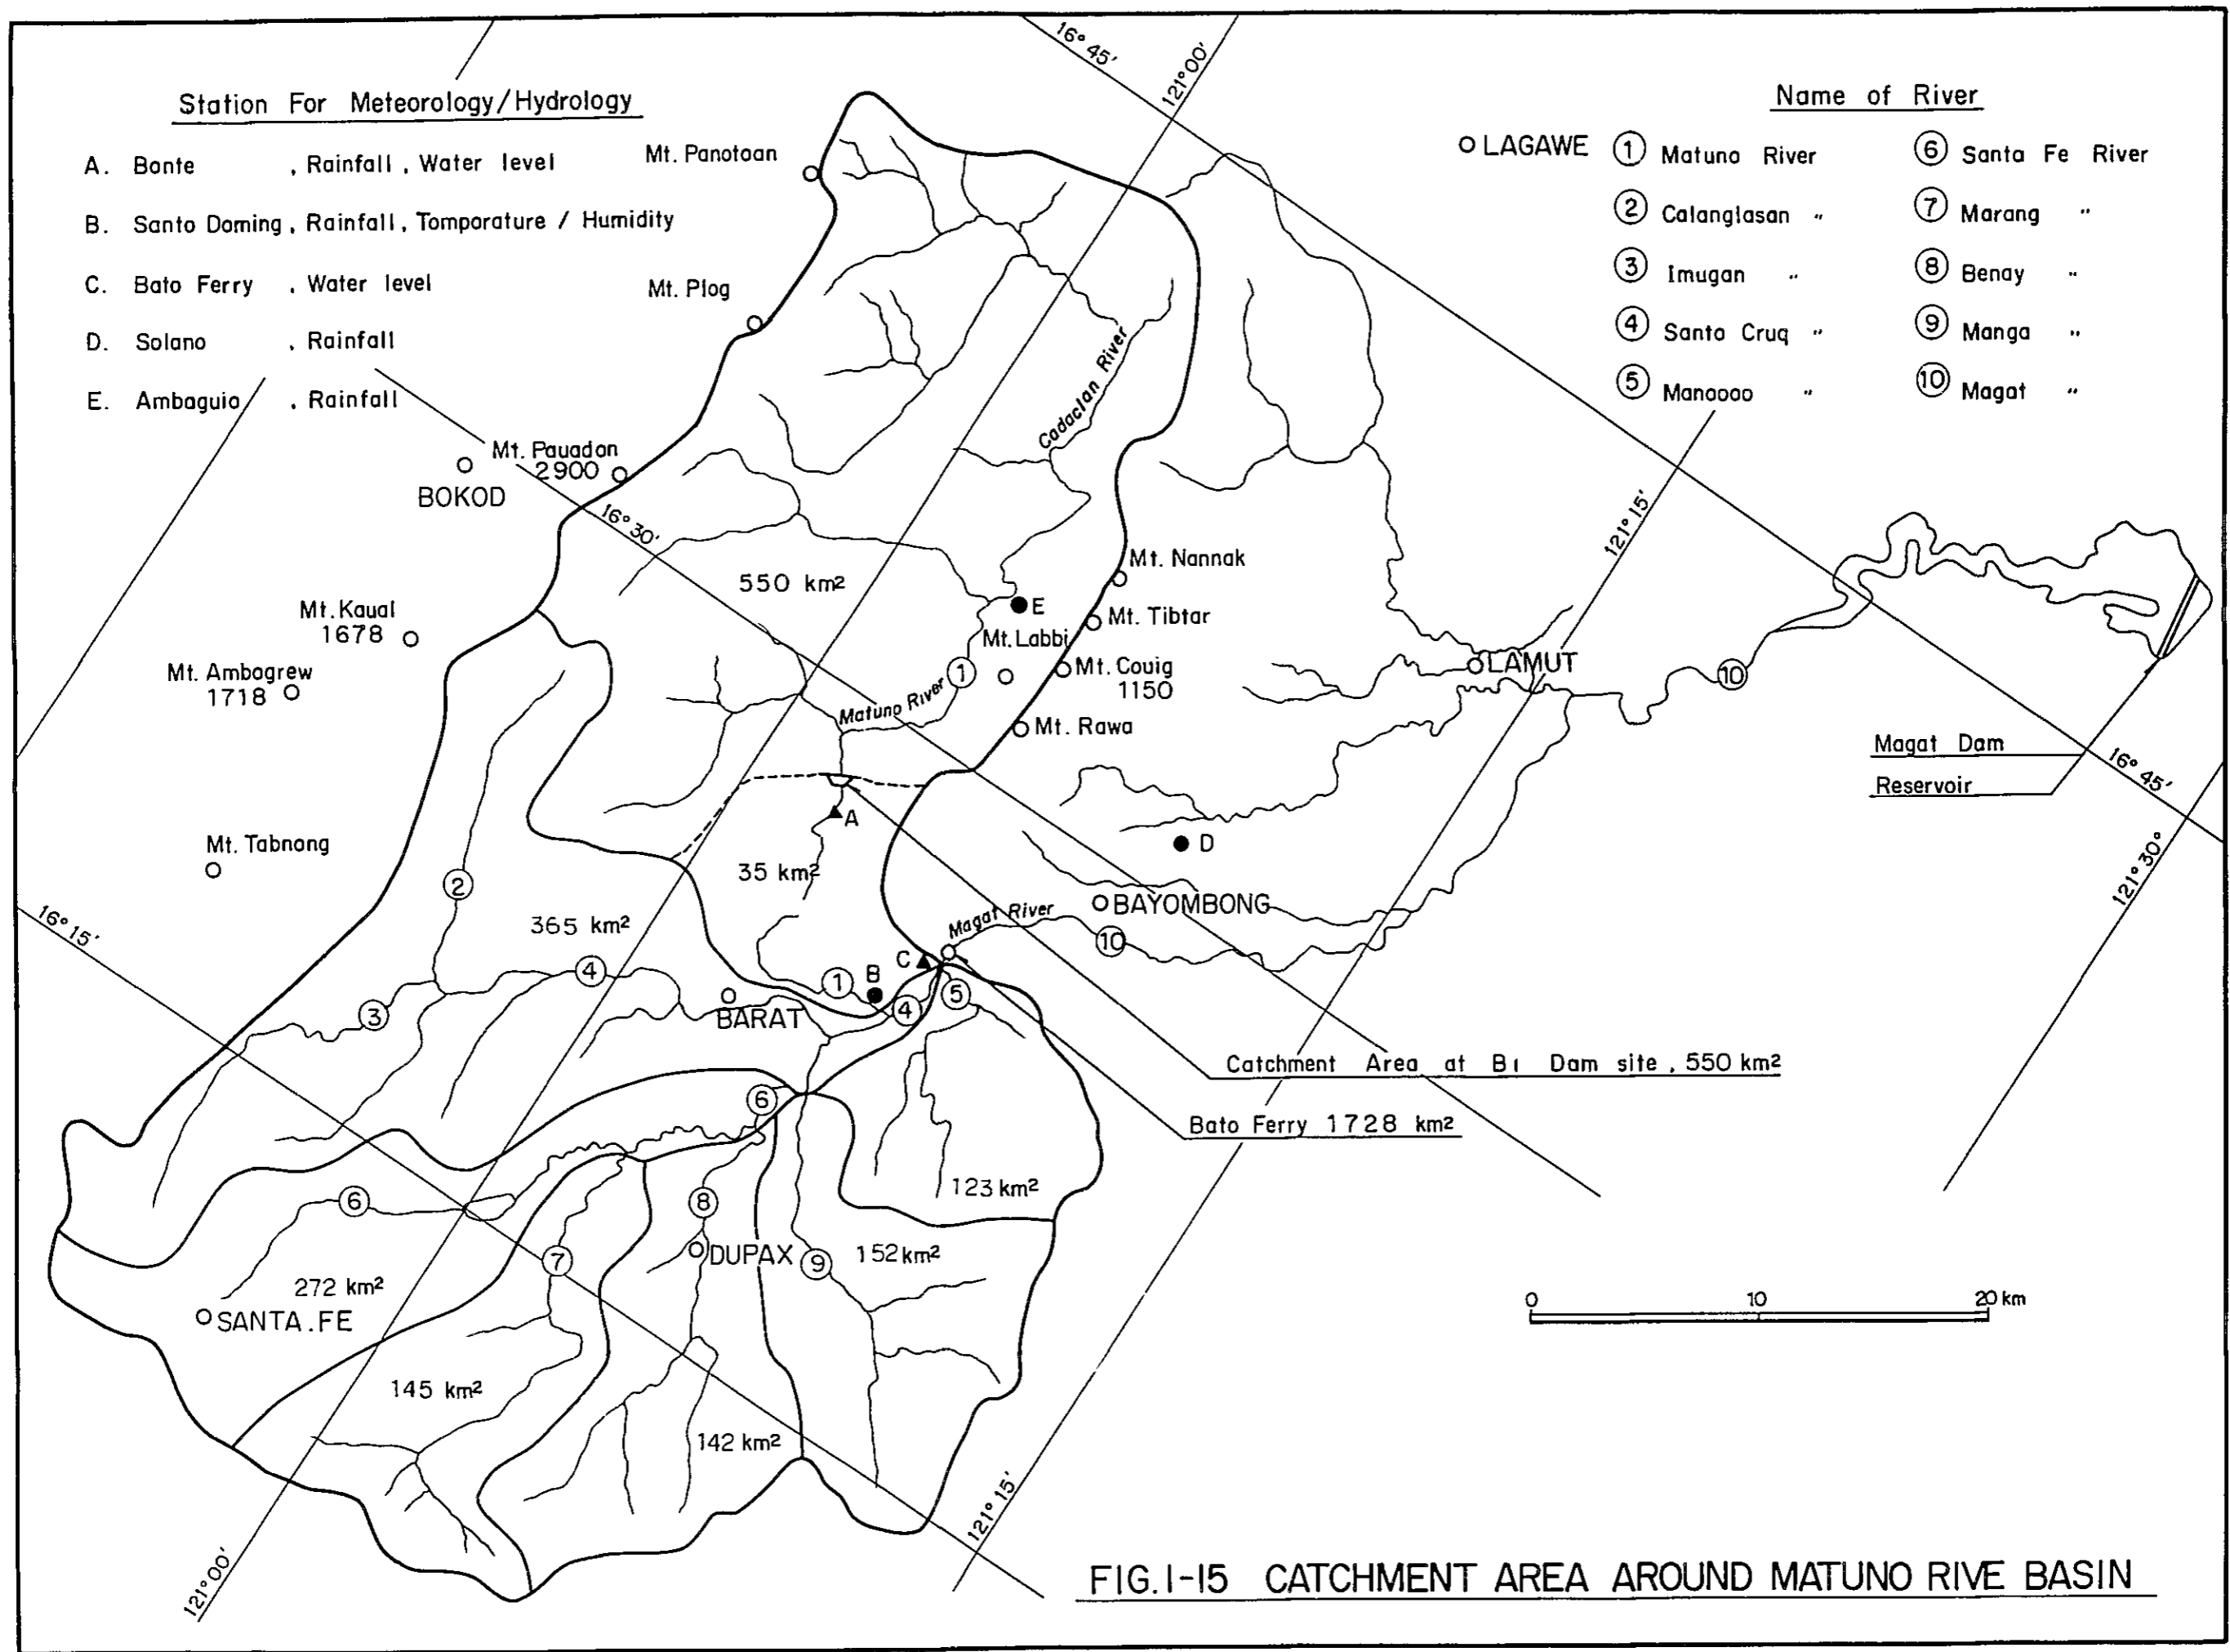 Station For Meteorology/Hydrology
A. Bante , Rainfall , Water level
B. Santo Doming , Rainfall , Tomporature / Humidity
C. Bato Ferry , Water level
D. Solano , Rainfall
E. Ambaguio , Rainfall
Name of River
① Matuno River
② Calanglasan "
③ Imugan "
④ Santo Cruq "
⑤ Manoooo "
⑥ Santa Fe River
⑦ Marang "
⑧ Benay "
⑨ Manga "
⑩ Magat "
LAGAWE
16° 45'
121° 00'
Mt. Panotoan
Mt. Plog
Cadaclan River
Mt. Pauadon
2900
BOKOD
16° 30'
121° 15'
550 km²
Mt. Nannak
E
Mt. Tibtar
Mt. Labbi
Mt. Kaual
1678
Mt. Couig
1150
LAMUT
Mt. Ambagrew
1718
①
Matuno River
⑩
Mt. Rawa
Magat Dam
Reservoir
16° 45'
A
Mt. Tabnong
D
35 km²
②
121° 30°
16° 15'
365 km²
BAYOMBONG
Magat River
⑩
C
④
①
B
④
⑤
③
BARAT
Catchment Area at B1 Dam site , 550 km²
Bato Ferry 1728 km²
⑥
123 km²
⑥
⑧
⑦
DUPAX
⑨
152 km²
272 km²
SANTA . FE
0 10 20 km
145 km²
142 km²
121° 15'
121° 00'
FIG. 1-15 CATCHMENT AREA AROUND MATUNO RIVE BASIN